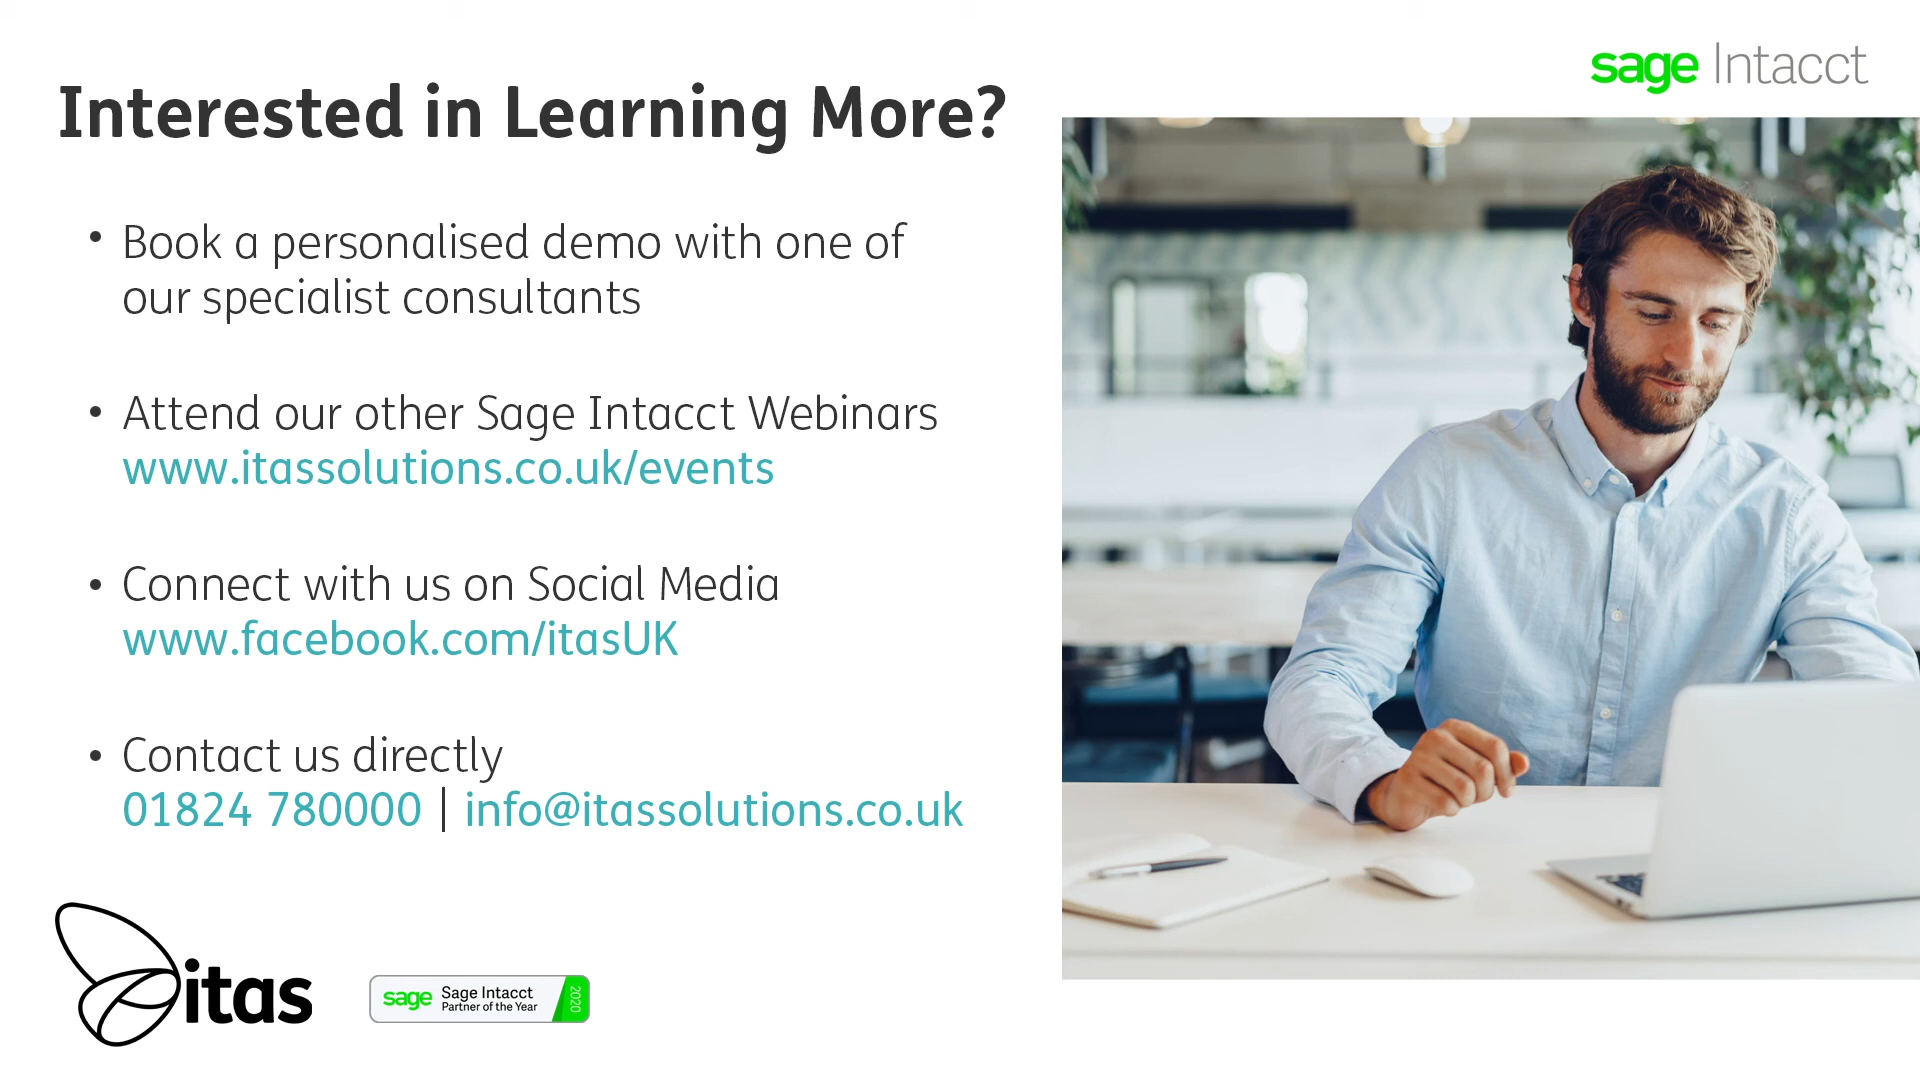 sage Intacct
Interested in Learning More?
• Book a personalised demo with one of
our specialist consultants
• Attend our other Sage Intacct Webinars
www.itassolutions.co.uk/events
• Connect with us on Social Media
www.facebook.com/itasUK
• Contact us directly
01824 780000 | info@itassolutions.co.uk
itas
sage Sage Intacct
Partner of the Year
2020